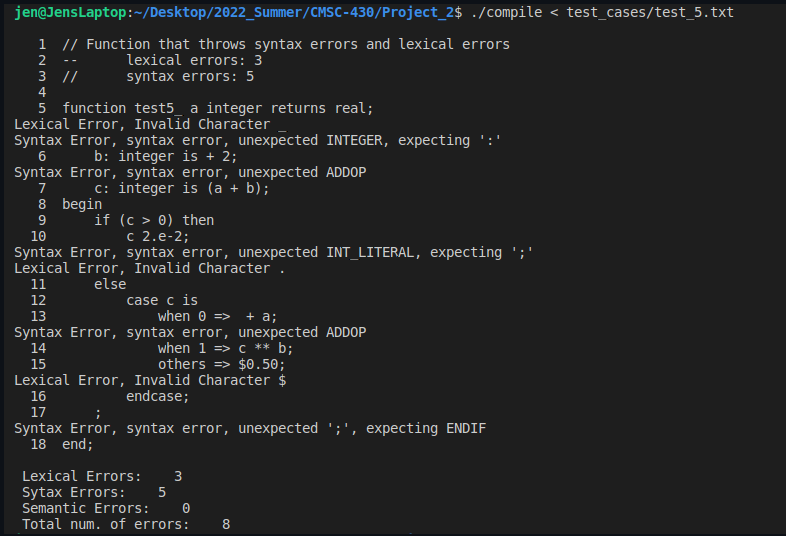 jen@JensLaptop:~/Desktop/2022_Summer/CMSC-430/Project_2$ ./compile < test_cases/test_5.txt
1 // Function that throws syntax errors and lexical errors
2 -- lexical errors: 3
3 // syntax errors: 5
4
5 function test5_ a integer returns real;
Lexical Error, Invalid Character _
Syntax Error, syntax error, unexpected INTEGER, expecting ':'
6 b: integer is + 2;
Syntax Error, syntax error, unexpected ADDOP
7 c: integer is (a + b);
8 begin
9 if (c > 0) then
10 c 2.e-2;
Syntax Error, syntax error, unexpected INT_LITERAL, expecting ';'
Lexical Error, Invalid Character .
11 else
12 case c is
13 when 0 => + a;
Syntax Error, syntax error, unexpected ADDOP
14 when 1 => c ** b;
15 others => $0.50;
Lexical Error, Invalid Character $
16 endcase;
17 ;
Syntax Error, syntax error, unexpected ';', expecting ENDIF
18 end;
Lexical Errors: 3
Sytax Errors: 5
Semantic Errors: 0
Total num. of errors: 8